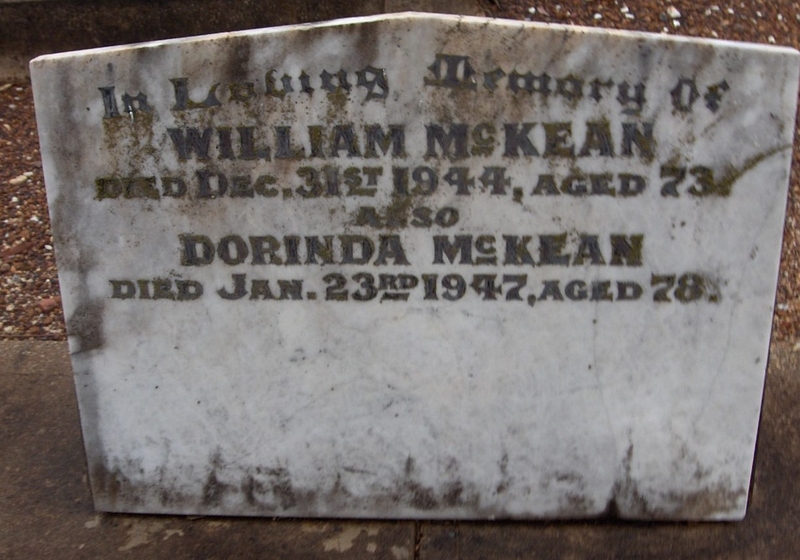 In Loving Memory Of
WILLIAM McKEAN
DIED DEC. 31ST 1944, AGED 73.
ALSO
DORINDA McKEAN
DIED JAN. 23RD 1947, AGED 78.